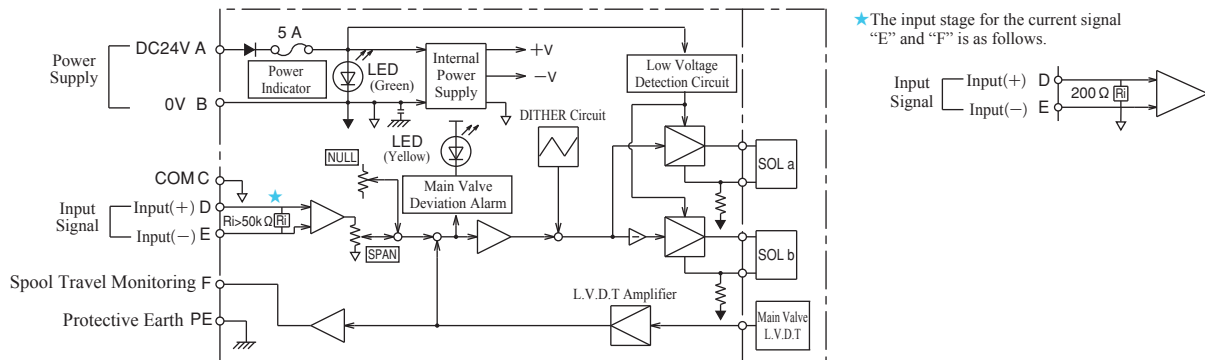 Power
Supply
DC24V A
0V B
5 A
Power
Indicator
LED
(Green)
Internal
Power
Supply
+V
−V
Low Voltage
Detection Circuit
DITHER Circuit
LED
(Yellow)
NULL
Main Valve
Deviation Alarm
COM C
Input
Signal
Input(+) D
Input(−) E
Ri>50k Ω
Ri
SPAN
−
SOL a
SOL b
Spool Travel Monitoring F
L.V.D.T Amplifier
Main Valve
L.V.D.T
Protective Earth PE
★The input stage for the current signal
“E” and “F” is as follows.
Input
Signal
Input(+) D
Input(−) E
200 Ω
Ri